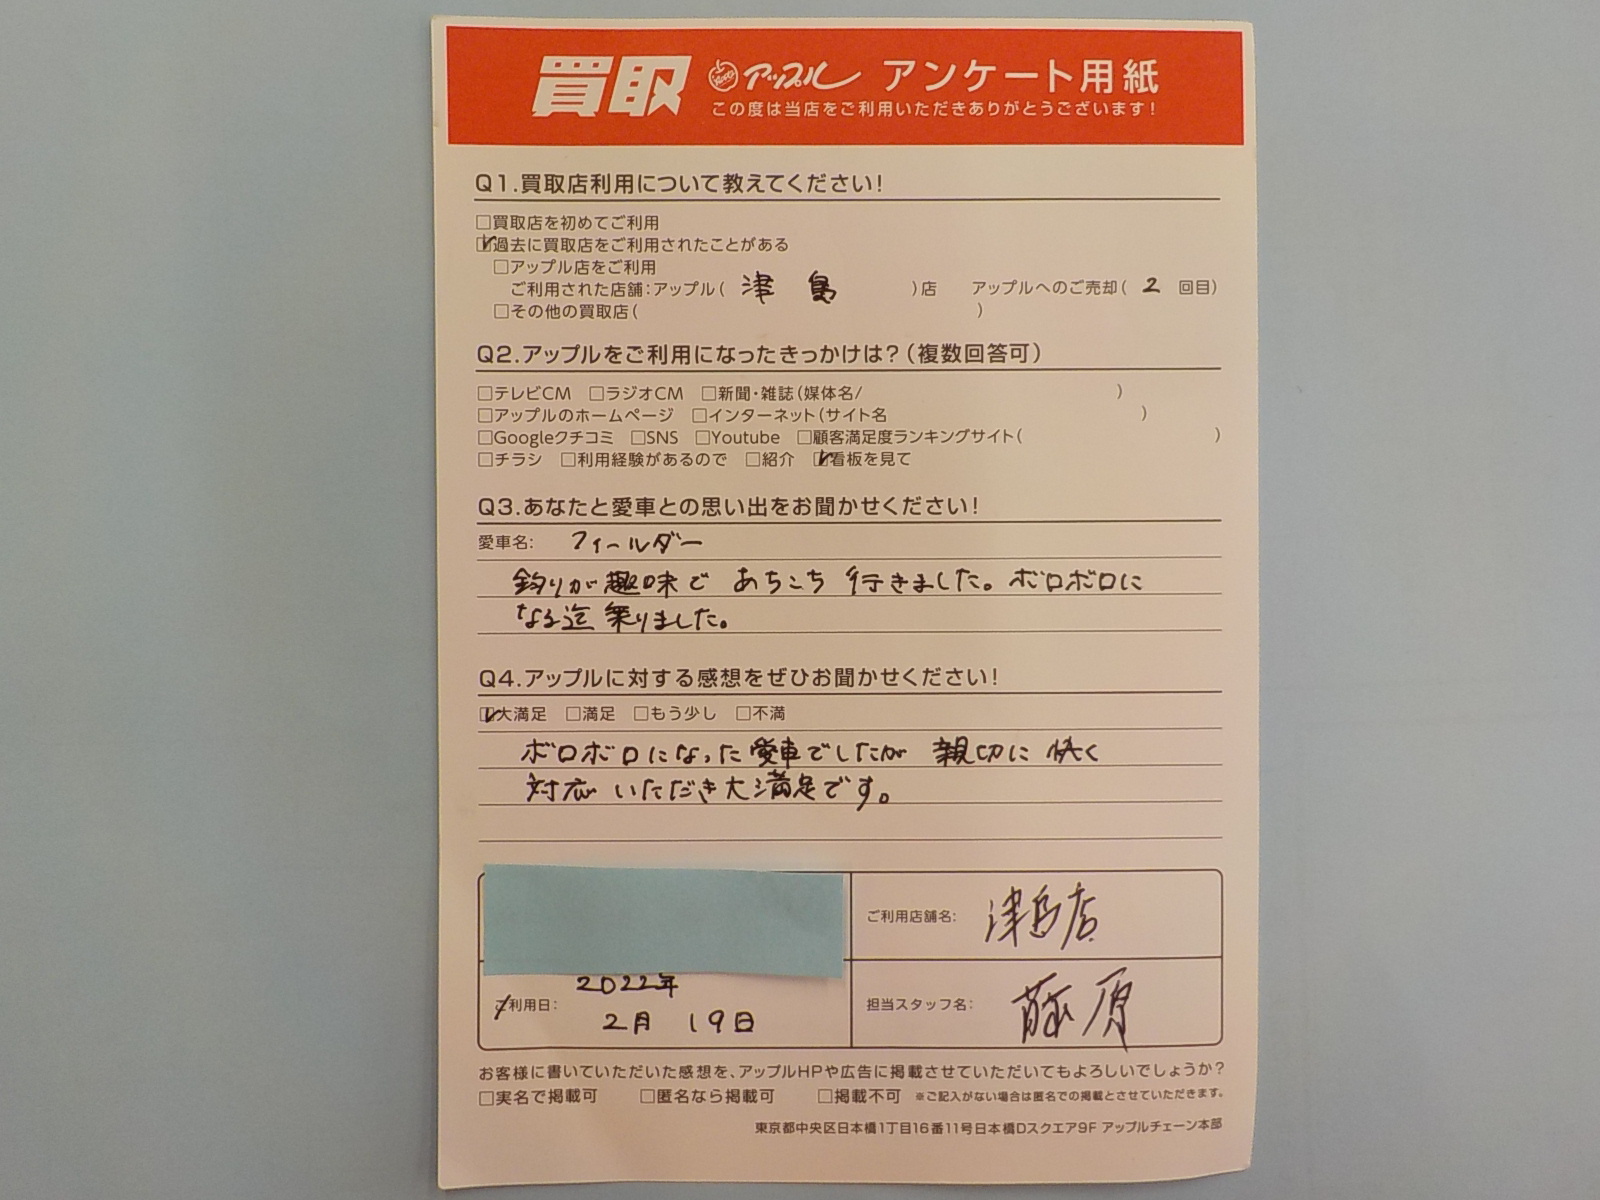 買取 アップル アンケート用紙
この度は当店をご利用いただきありがとうございます!
Q1.買取店利用について教えてください!
□買取店を初めてご利用
☑過去に買取店をご利用されたことがある
□アップル店をご利用
ご利用された店舗:アップル( 津島 )店 アップルへのご売却( 2 回目)
□その他の買取店( )
Q2.アップルをご利用になったきっかけは?(複数回答可)
□テレビCM □ラジオCM □新聞・雑誌(媒体名/ )
□アップルのホームページ □インターネット(サイト名 )
□Googleクチコミ □SNS □Youtube □顧客満足度ランキングサイト( )
□チラシ □利用経験があるので □紹介 ☑看板を見て
Q3.あなたと愛車との思い出をお聞かせください!
愛車名: フィールダー
釣りが趣味で あちこち 行きました。ボロボロに
なる迄 乗りました。
Q4.アップルに対する感想をぜひお聞かせください!
☑大満足 □満足 □もう少し □不満
ボロボロになった愛車でしたが 親切に 快く
対応 いただき大満足です。
ご利用店舗名: 津島店
2022年
ご利用日: 2月 19日
担当スタッフ名: 藤原
お客様に書いていただいた感想を、アップルHPや広告に掲載させていただいてもよろしいでしょうか?
□実名で掲載可 □匿名なら掲載可 □掲載不可 ※ご記入がない場合は匿名での掲載とさせていただきます。
東京都中央区日本橋1丁目16番11号日本橋Dスクエア9F アップルチェーン本部